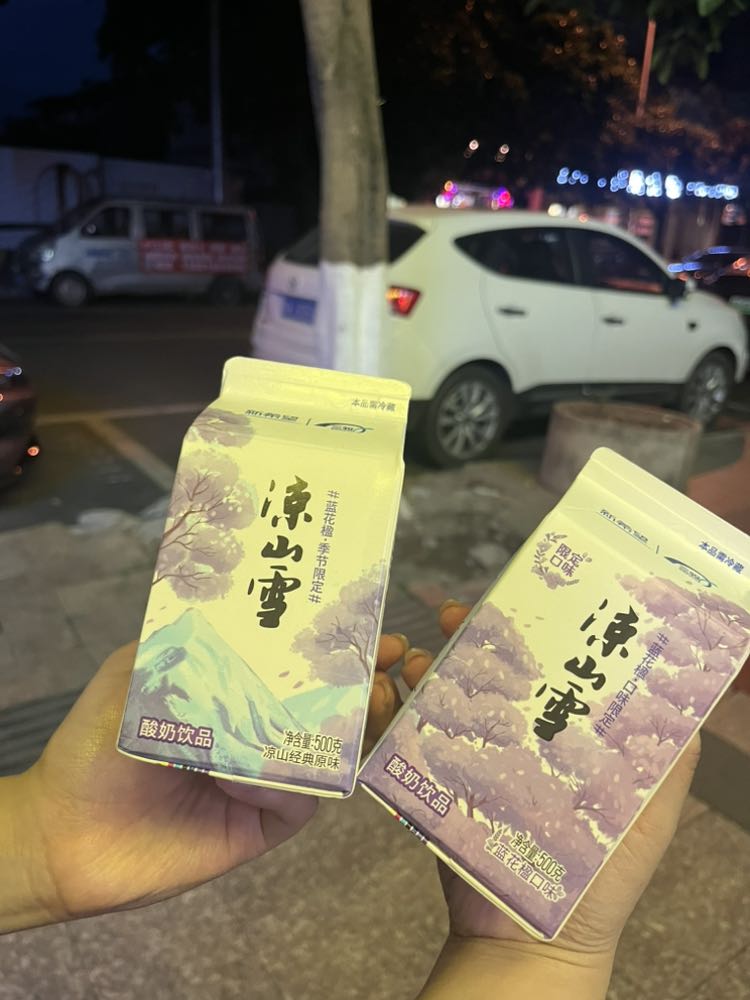 本品需冷藏
新希望
凉山雪
#蓝花楹·季节限定#
酸奶饮品
净含量:500克
凉山经典原味
本品需冷藏
新希望
限定
口味
凉山雪
#蓝花楹·口味限定#
酸奶饮品
净含量:500克
蓝花楹口味